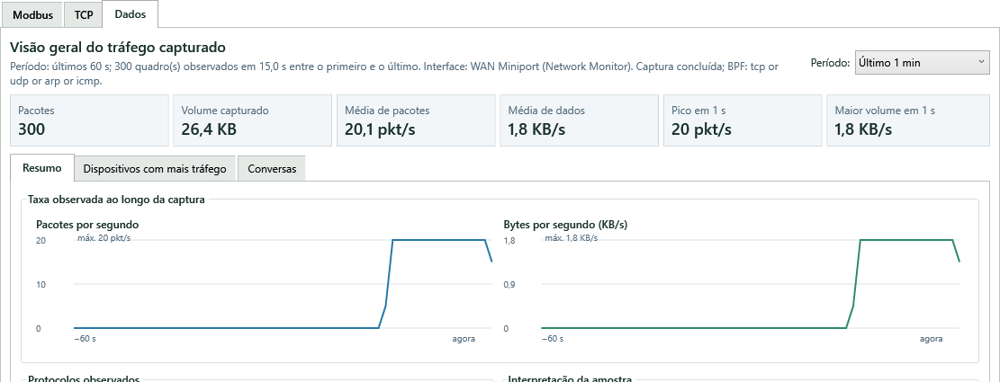 Modbus TCP Dados
Visão geral do tráfego capturado
Período: últimos 60 s; 300 quadro(s) observados em 15,0 s entre o primeiro e o último. Interface: WAN Miniport (Network Monitor). Captura concluída; BPF: tcp or
udp or arp or icmp.
Período: Último 1 min
Pacotes
300
Volume capturado
26,4 KB
Média de pacotes
20,1 pkt/s
Média de dados
1,8 KB/s
Pico em 1 s
20 pkt/s
Maior volume em 1 s
1,8 KB/s
Resumo Dispositivos com mais tráfego Conversas
Taxa observada ao longo da captura
Pacotes por segundo
máx. 20 pkt/s
20
10
0
−60 s agora
Bytes por segundo (KB/s)
máx. 1,8 KB/s
1,8
0,9
0
−60 s agora
Protocolos observados
Interpretação da amostra